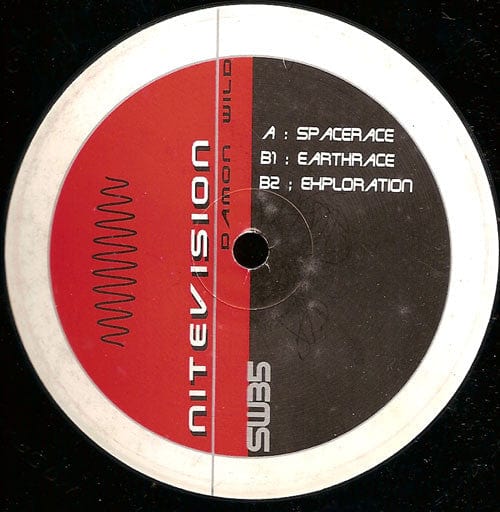 NITEVISION
DAMON WILD
A : SPACERACE
B1 : EARTHRACE
B2 ; EXPLORATION
SW35